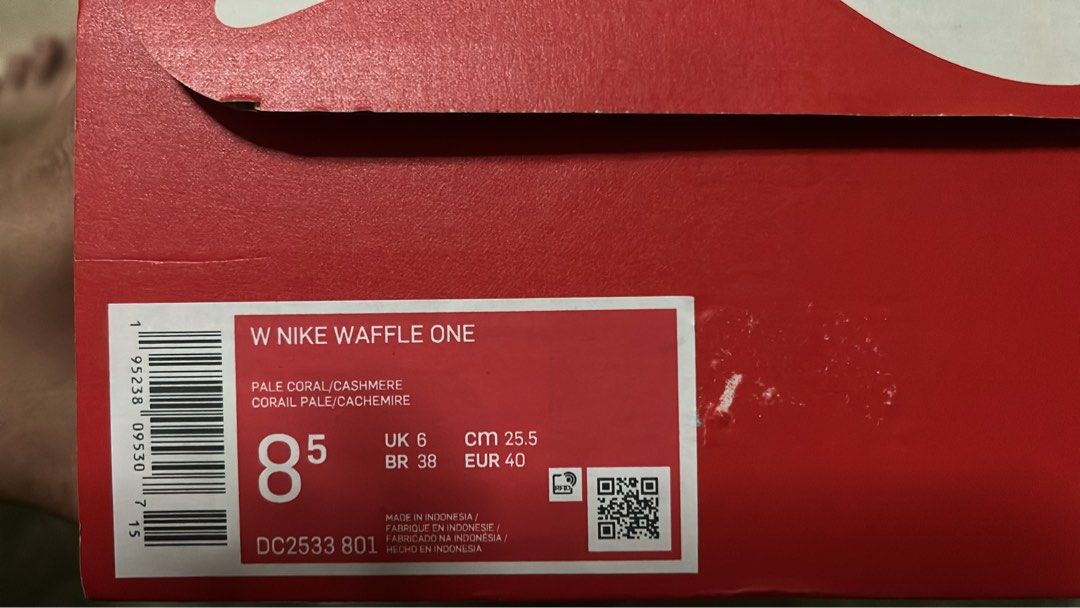 W NIKE WAFFLE ONE
PALE CORAL/CASHMERE
CORAIL PALE/CACHEMIRE
8⁵
UK 6 cm 25.5
BR 38 EUR 40
RFID
MADE IN INDONESIA /
FABRIQUE EN INDONESIE /
FABRICADO NA INDONÉSIA /
HECHO EN INDONESIA
DC2533 801
1 95238 09530 7 15